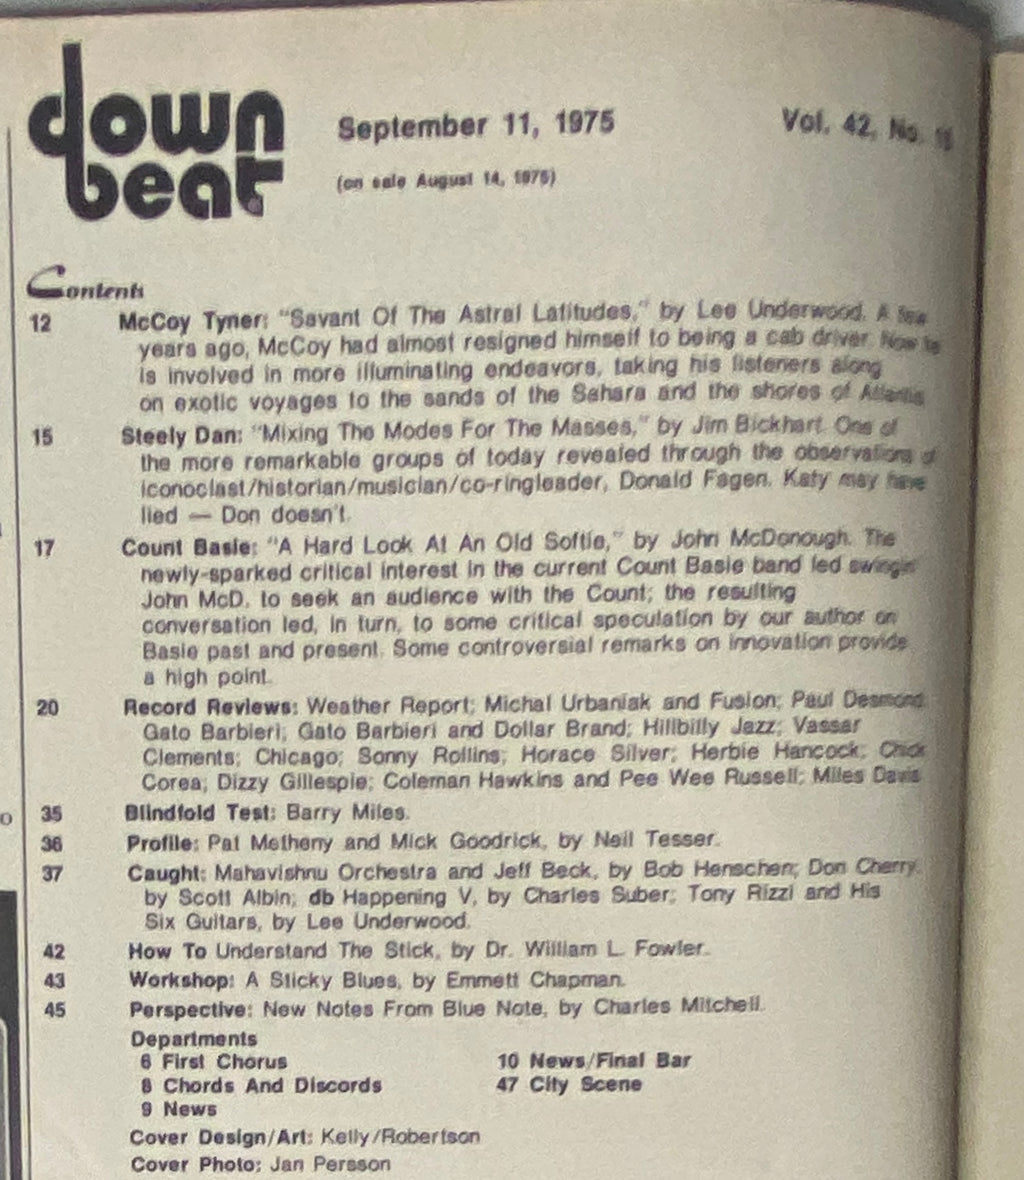 down
beat
September 11, 1975
Vol. 42, No.
(on sale August 14, 1975)
Contents
12 McCoy Tyner: "Savant Of The Astral Latitudes," by Lee Underwood. A few
years ago, McCoy had almost resigned himself to being a cab driver. Now he
is involved in more illuminating endeavors, taking his listeners along
on exotic voyages to the sands of the Sahara and the shores of Atlantis.
15 Steely Dan: "Mixing The Modes For The Masses," by Jim Bickhart. One of
the more remarkable groups of today revealed through the observations of
iconoclast/historian/musician/co-ringleader, Donald Fagen. Katy may have
lied — Don doesn't.
17 Count Basie: "A Hard Look At An Old Softie," by John McDonough. The
newly-sparked critical interest in the current Count Basie band led swingin'
John McD. to seek an audience with the Count; the resulting
conversation led, in turn, to some critical speculation by our author on
Basie past and present. Some controversial remarks on innovation provide
a high point.
20 Record Reviews: Weather Report; Michal Urbaniak and Fusion; Paul Desmond;
Gato Barbieri; Gato Barbieri and Dollar Brand; Hillbilly Jazz; Vassar
Clements; Chicago; Sonny Rollins; Horace Silver; Herbie Hancock; Chick
Corea; Dizzy Gillespie; Coleman Hawkins and Pee Wee Russell; Miles Davis.
35 Blindfold Test: Barry Miles.
36 Profile: Pat Metheny and Mick Goodrick, by Neil Tesser.
37 Caught: Mahavishnu Orchestra and Jeff Beck, by Bob Henschen; Don Cherry,
by Scott Albin; db Happening V, by Charles Suber; Tony Rizzi and His
Six Guitars, by Lee Underwood.
42 How To Understand The Stick, by Dr. William L. Fowler.
43 Workshop: A Sticky Blues, by Emmett Chapman.
45 Perspective: New Notes From Blue Note, by Charles Mitchell.
Departments
6 First Chorus
8 Chords And Discords
9 News
10 News/Final Bar
47 City Scene
Cover Design/Art: Kelly/Robertson
Cover Photo: Jan Persson